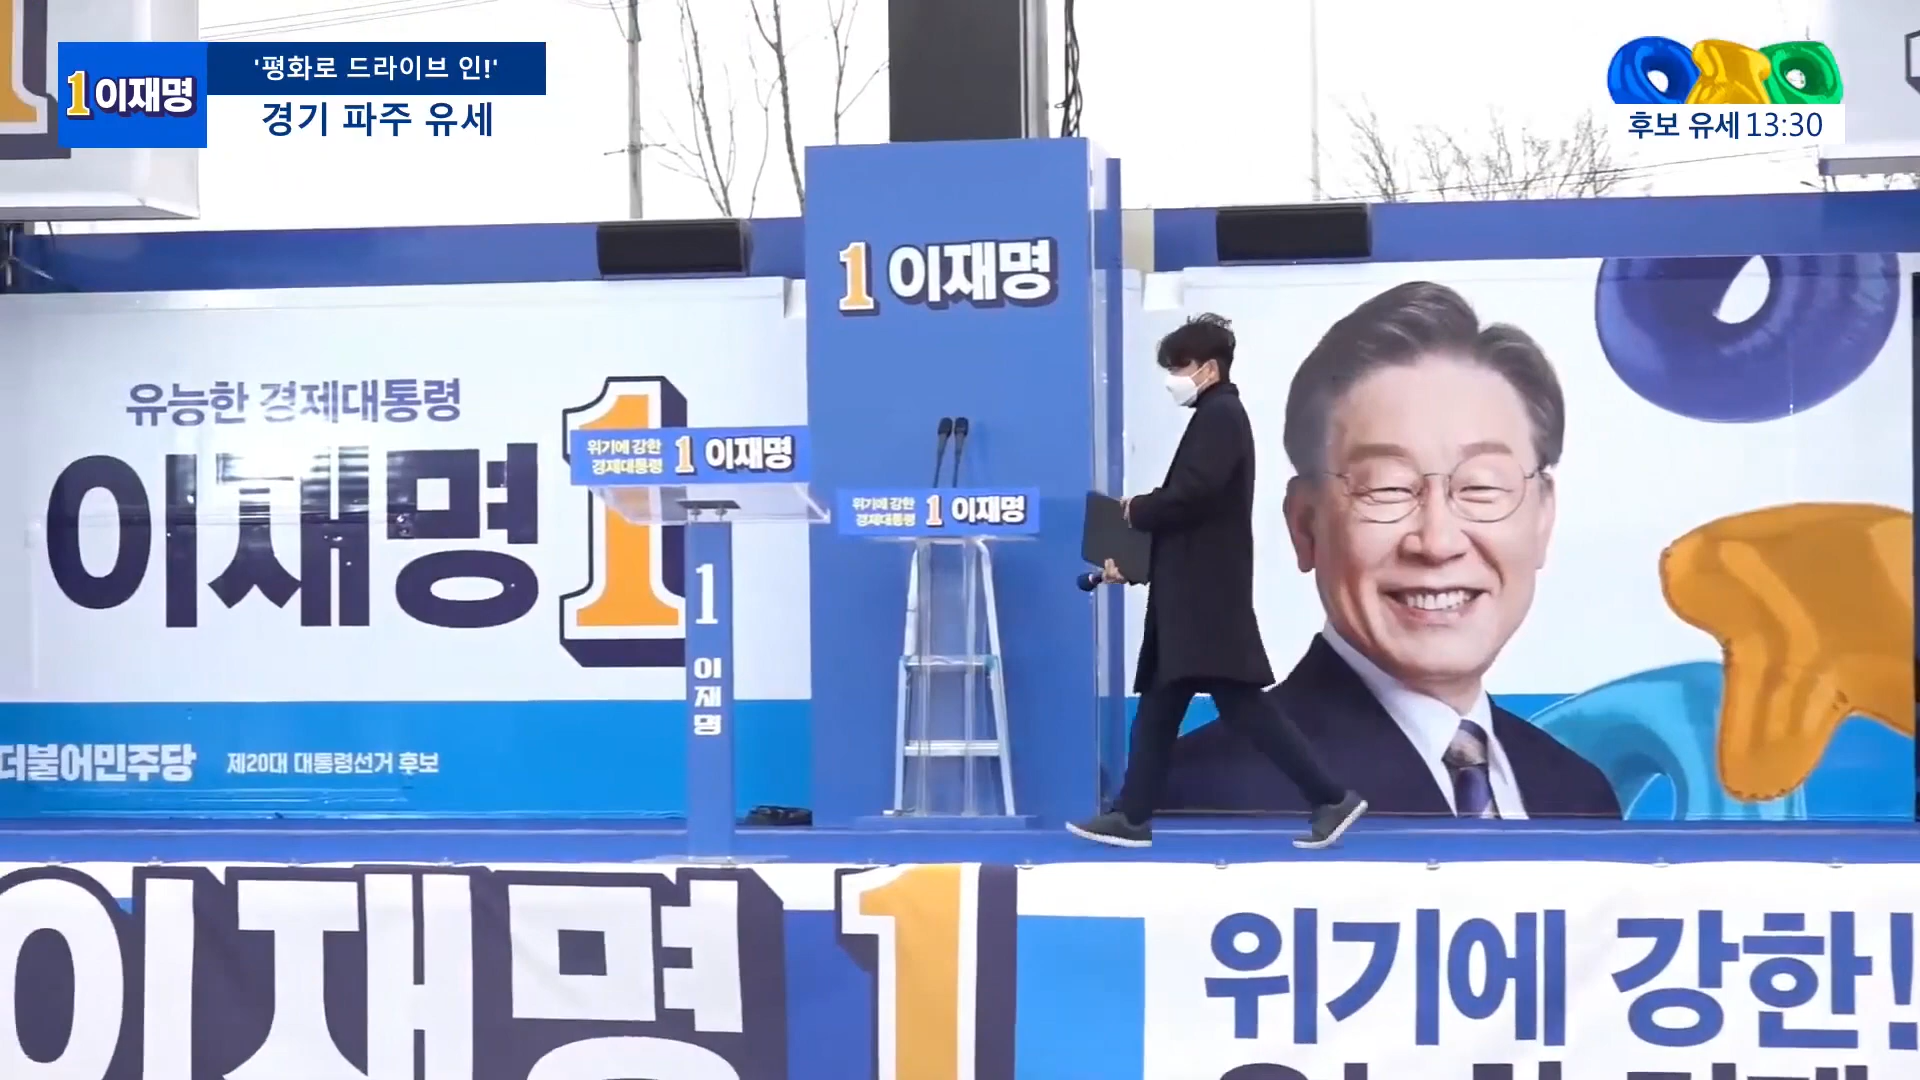 1이재명
'평화로 드라이브 인!'
경기 파주 유세
후보 유세 13:30
1 이재명
유능한 경제대통령
이재명 1
위기에 강한
경제대통령
1 이재명
위기에 강한
경제대통령
1 이재명
1
이
재
명
더불어민주당
제20대 대통령선거 후보
이재명 1
위기에 강한!